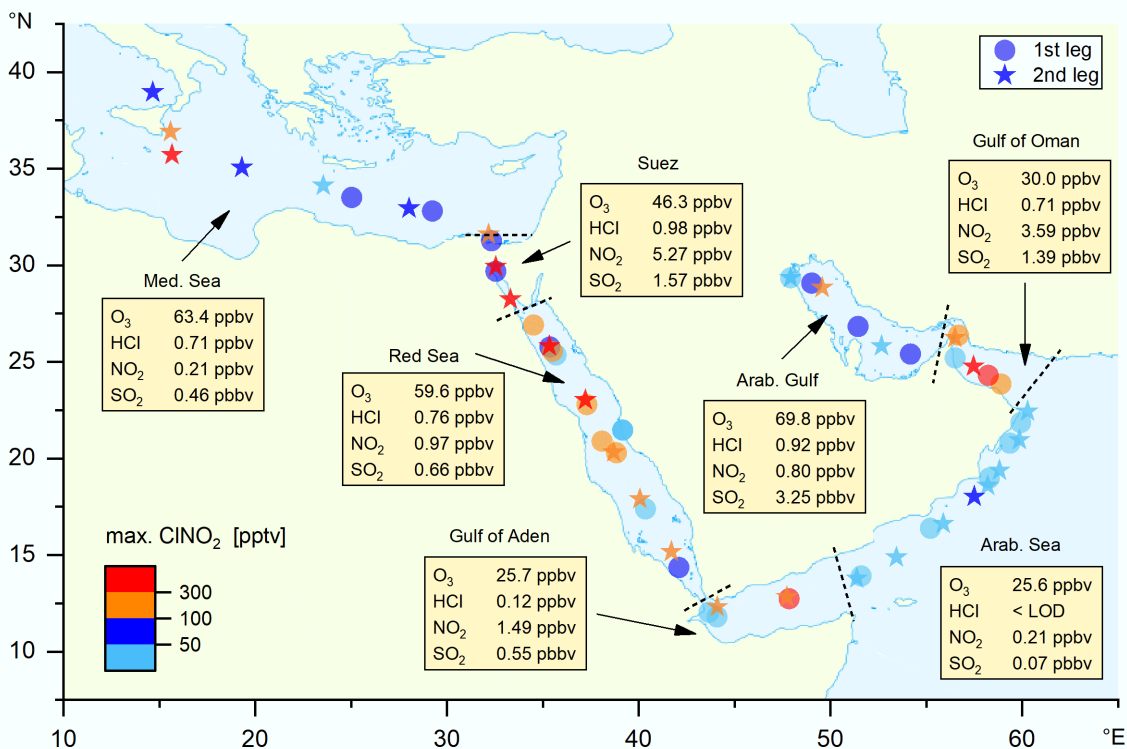 °N
40
35
30
25
20
15
10
10
20
30
40
50
60
°E
1st leg
2nd leg
Gulf of Oman
O3 30.0 ppbv
HCl 0.71 ppbv
NO2 3.59 ppbv
SO2 1.39 ppbv
Suez
O3 46.3 ppbv
HCl 0.98 ppbv
NO2 5.27 ppbv
SO2 1.57 ppbv
Med. Sea
O3 63.4 ppbv
HCl 0.71 ppbv
NO2 0.21 ppbv
SO2 0.46 ppbv
Red Sea
O3 59.6 ppbv
HCl 0.76 ppbv
NO2 0.97 ppbv
SO2 0.66 pbbv
Arab. Gulf
O3 69.8 ppbv
HCl 0.92 ppbv
NO2 0.80 ppbv
SO2 3.25 pbbv
Gulf of Aden
O3 25.7 ppbv
HCl 0.12 ppbv
NO2 1.49 ppbv
SO2 0.55 pbbv
Arab. Sea
O3 25.6 ppbv
HCl < LOD
NO2 0.21 ppbv
SO2 0.07 pbbv
max. ClNO2 [pptv]
300
100
50